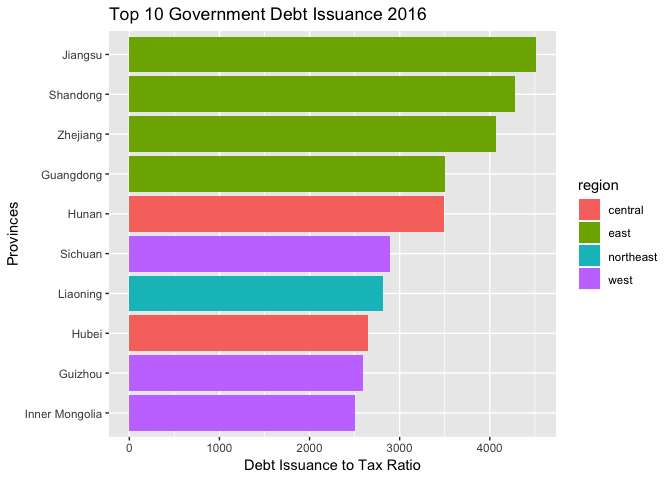 Top 10 Government Debt Issuance 2016
Provinces
Jiangsu
Shandong
Zhejiang
Guangdong
Hunan
Sichuan
Liaoning
Hubei
Guizhou
Inner Mongolia
0 1000 2000 3000 4000
Debt Issuance to Tax Ratio
region
central
east
northeast
west